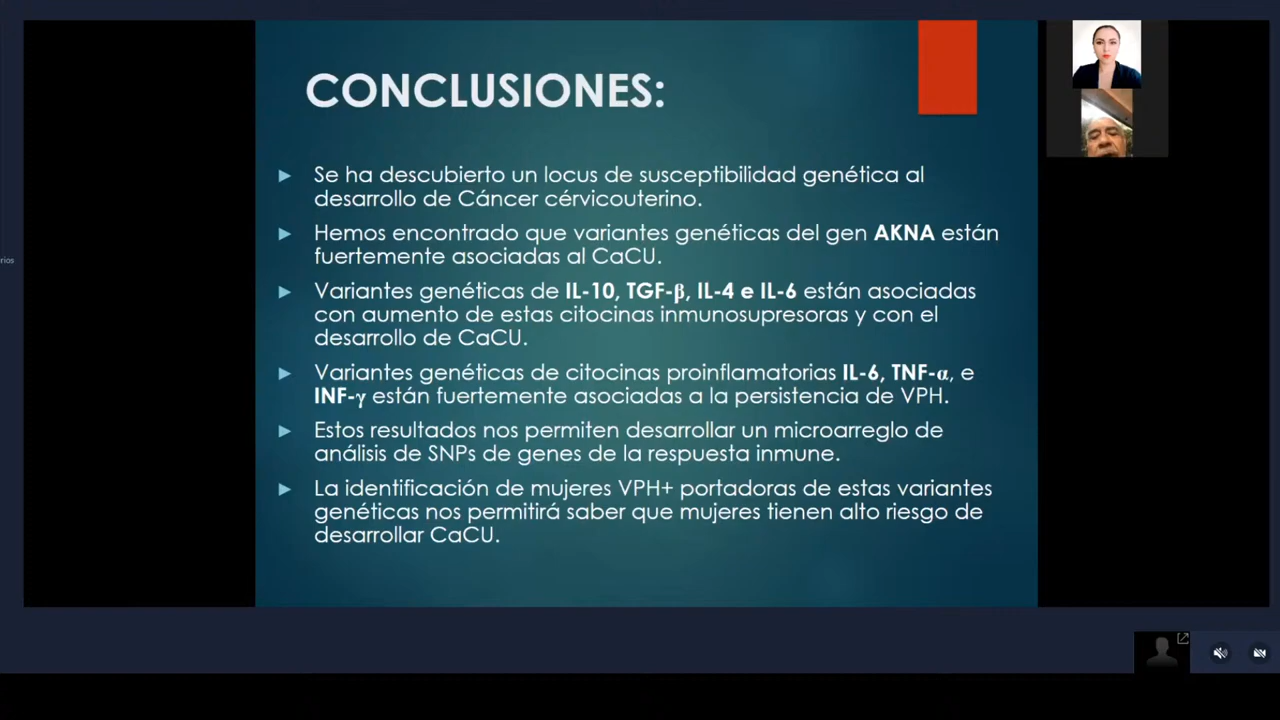 CONCLUSIONES:
Se ha descubierto un locus de susceptibilidad genética al
desarrollo de Cáncer cérvicouterino.
Hemos encontrado que variantes genéticas del gen AKNA están
fuertemente asociadas al CaCU.
Variantes genéticas de IL-10, TGF-β, IL-4 e IL-6 están asociadas
con aumento de estas citocinas inmunosupresoras y con el
desarrollo de CaCU.
Variantes genéticas de citocinas proinflamatorias IL-6, TNF-α, e
INF-γ están fuertemente asociadas a la persistencia de VPH.
Estos resultados nos permiten desarrollar un microarreglo de
análisis de SNPs de genes de la respuesta inmune.
La identificación de mujeres VPH+ portadoras de estas variantes
genéticas nos permitirá saber que mujeres tienen alto riesgo de
desarrollar CaCU.
rios